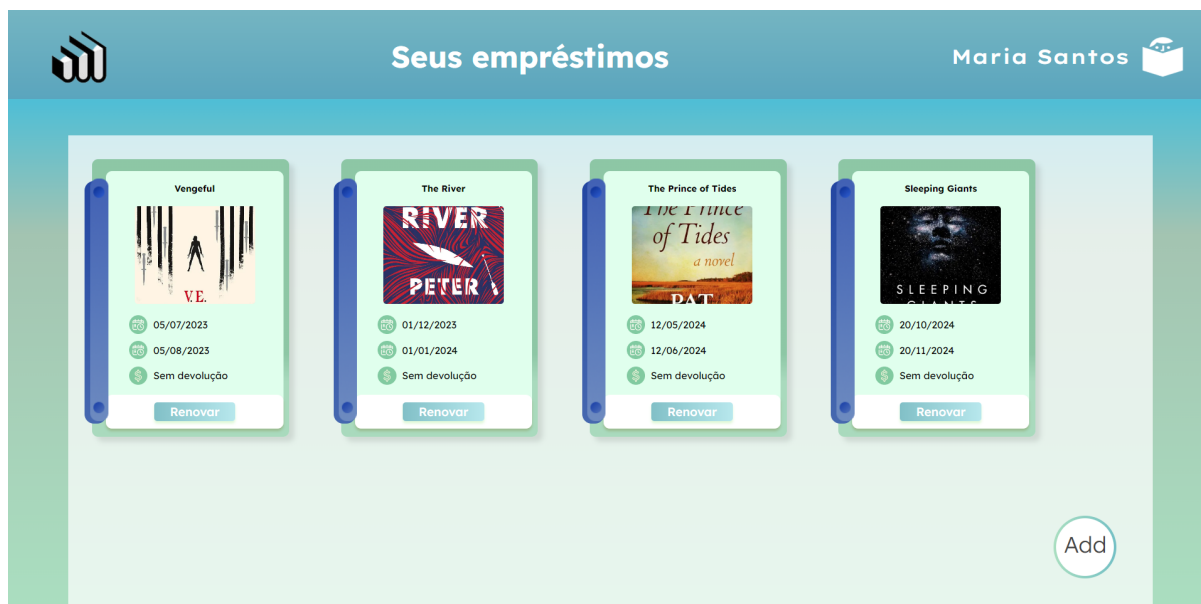 Seus empréstimos
Maria Santos
Vengeful
V.E.
05/07/2023
05/08/2023
Sem devolução
Renovar
The River
RIVER
PETER
01/12/2023
01/01/2024
Sem devolução
Renovar
The Prince of Tides
The Prince
of Tides
a novel
PAT
12/05/2024
12/06/2024
Sem devolução
Renovar
Sleeping Giants
SLEEPING
GIANTS
20/10/2024
20/11/2024
Sem devolução
Renovar
Add